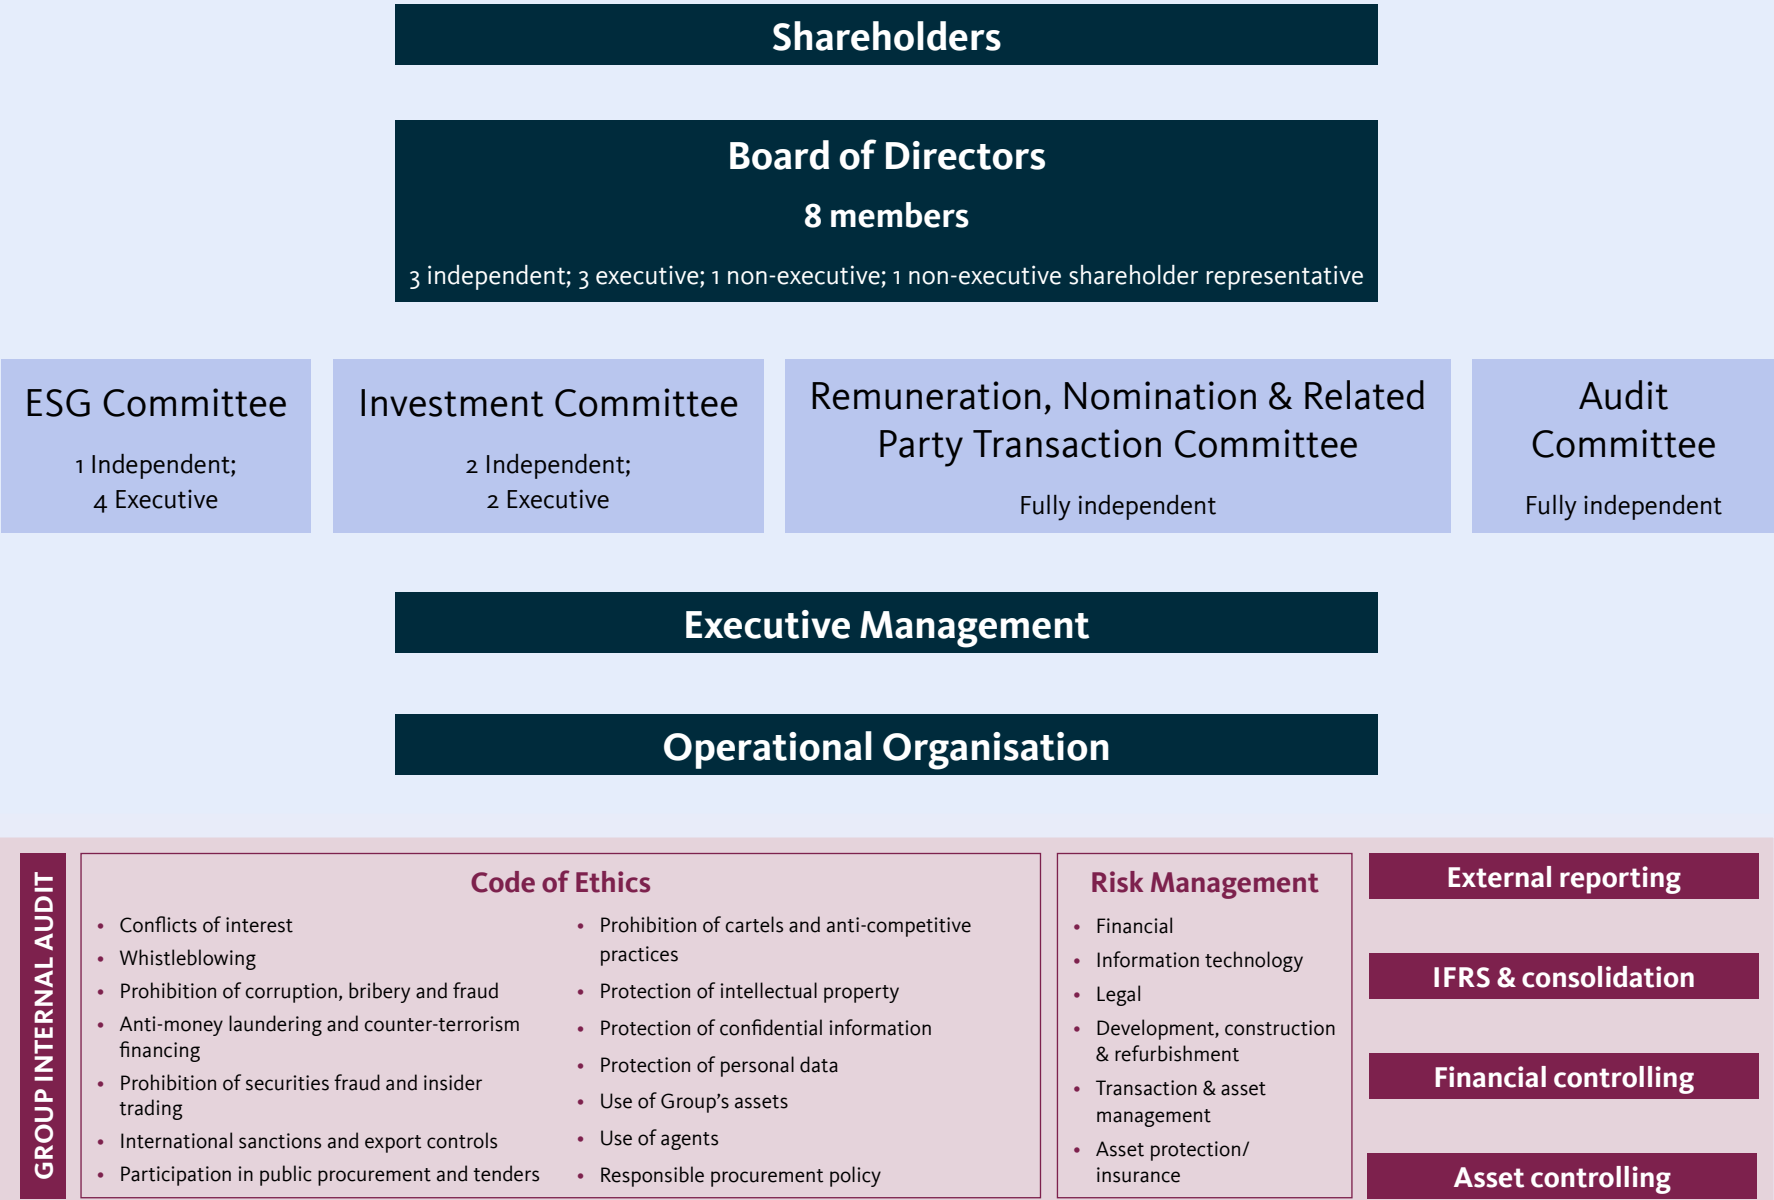 Shareholders
Board of Directors
8 members
3 independent; 3 executive; 1 non-executive; 1 non-executive shareholder representative
ESG Committee
1 Independent;
4 Executive
Investment Committee
2 Independent;
2 Executive
Remuneration, Nomination & Related
Party Transaction Committee
Fully independent
Audit
Committee
Fully independent
Executive Management
Operational Organisation
GROUP INTERNAL AUDIT
Code of Ethics
• Conflicts of interest
• Whistleblowing
• Prohibition of corruption, bribery and fraud
• Anti-money laundering and counter-terrorism
financing
• Prohibition of securities fraud and insider
trading
• International sanctions and export controls
• Participation in public procurement and tenders
• Prohibition of cartels and anti-competitive
practices
• Protection of intellectual property
• Protection of confidential information
• Protection of personal data
• Use of Group’s assets
• Use of agents
• Responsible procurement policy
Risk Management
• Financial
• Information technology
• Legal
• Development, construction
& refurbishment
• Transaction & asset
management
• Asset protection/
insurance
External reporting
IFRS & consolidation
Financial controlling
Asset controlling